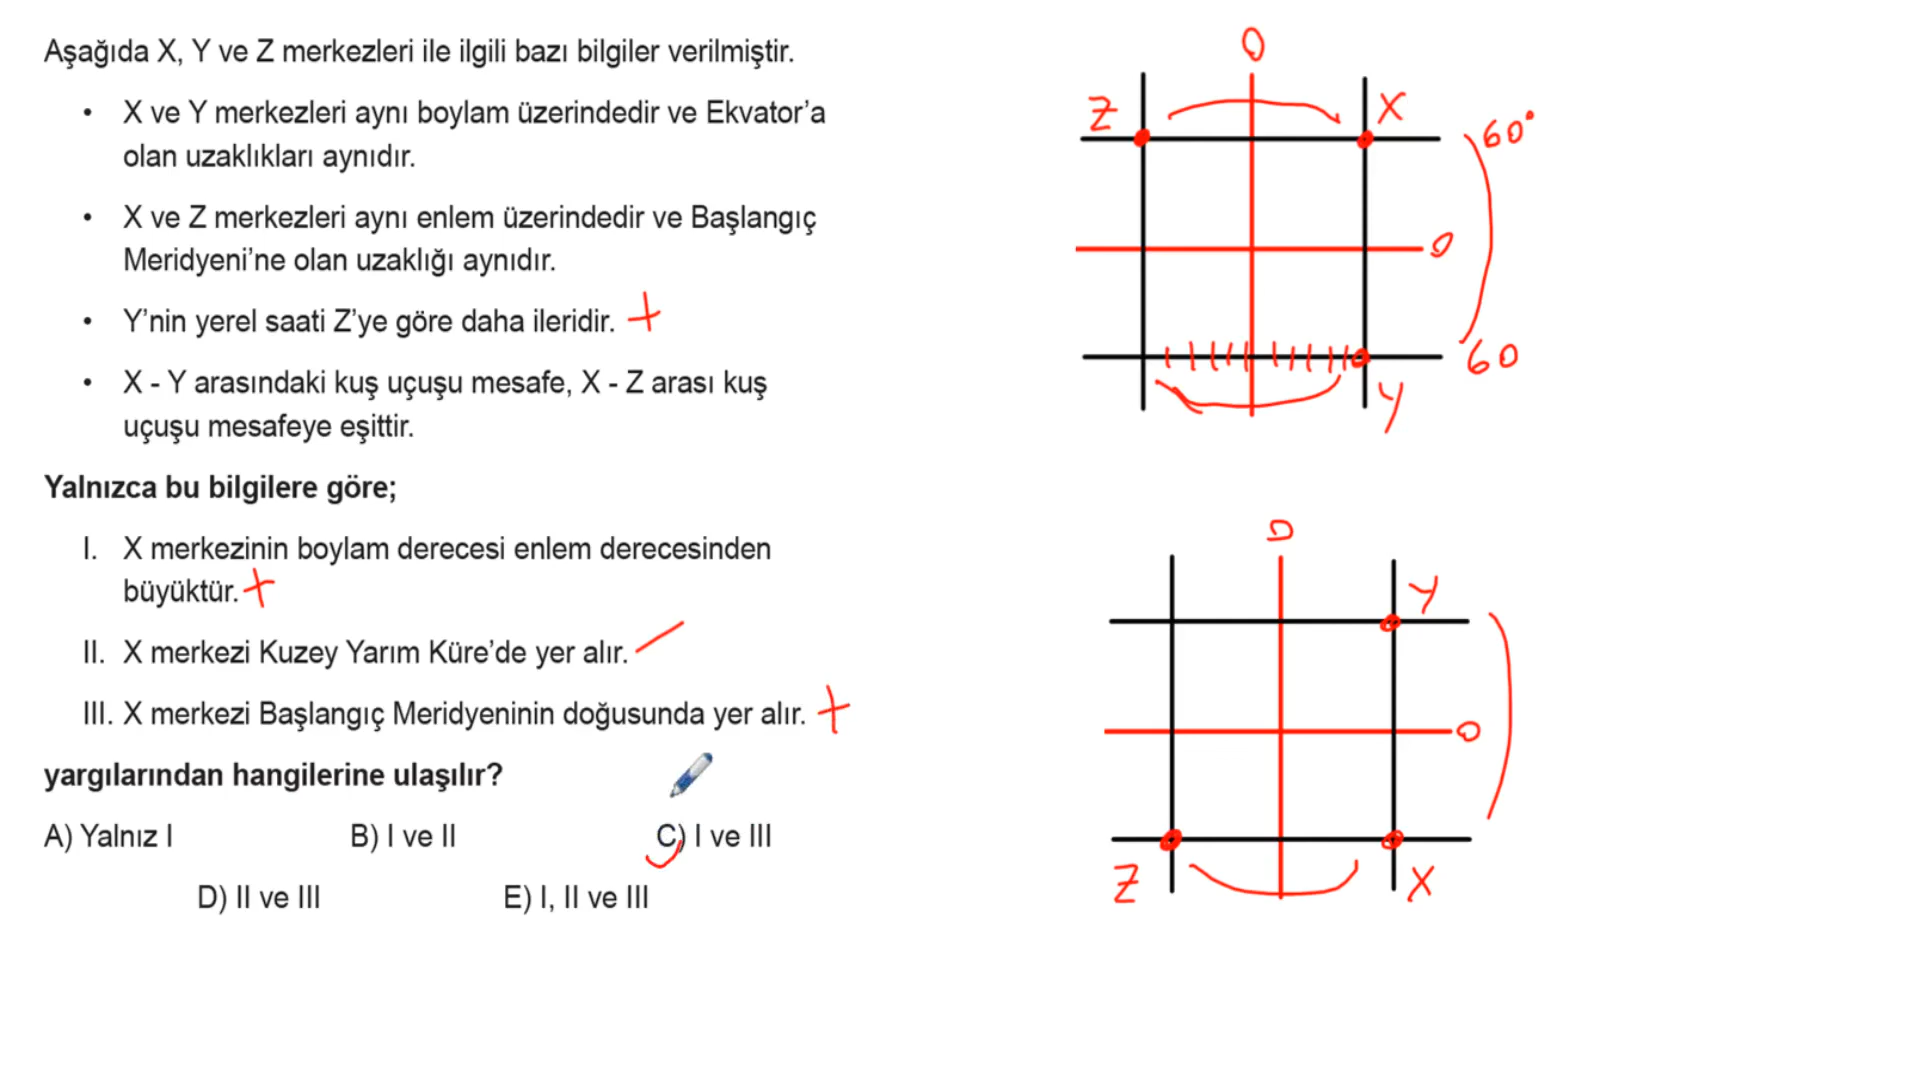 Aşağıda X, Y ve Z merkezleri ile ilgili bazı bilgiler verilmiştir.
• X ve Y merkezleri aynı boylam üzerindedir ve Ekvator’a
olan uzaklıkları aynıdır.
• X ve Z merkezleri aynı enlem üzerindedir ve Başlangıç
Meridyeni’ne olan uzaklığı aynıdır.
• Y’nin yerel saati Z’ye göre daha ileridir. +
• X - Y arasındaki kuş uçuşu mesafe, X - Z arası kuş
uçuşu mesafeye eşittir.
Yalnızca bu bilgilere göre;
I. X merkezinin boylam derecesi enlem derecesinden
büyüktür. +
II. X merkezi Kuzey Yarım Küre’de yer alır. -
III. X merkezi Başlangıç Meridyeninin doğusunda yer alır. +
yargılarından hangilerine ulaşılır?
A) Yalnız I B) I ve II C) I ve III
D) II ve III E) I, II ve III
0
Z X 60°
0
60
Y
0
Y
0
Z X